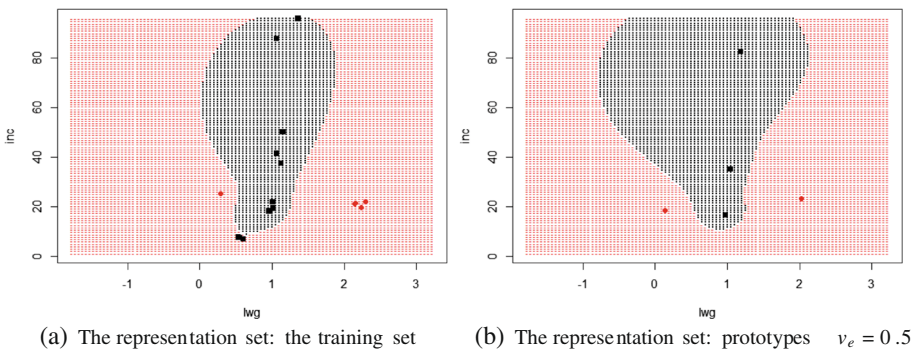 80
60
40
20
0
inc
-1 0 1 2 3
lwg
80
60
40
20
0
inc
-1 0 1 2 3
lwg
(a) The representation set: the training set
(b) The representation set: prototypes v_e = 0.5